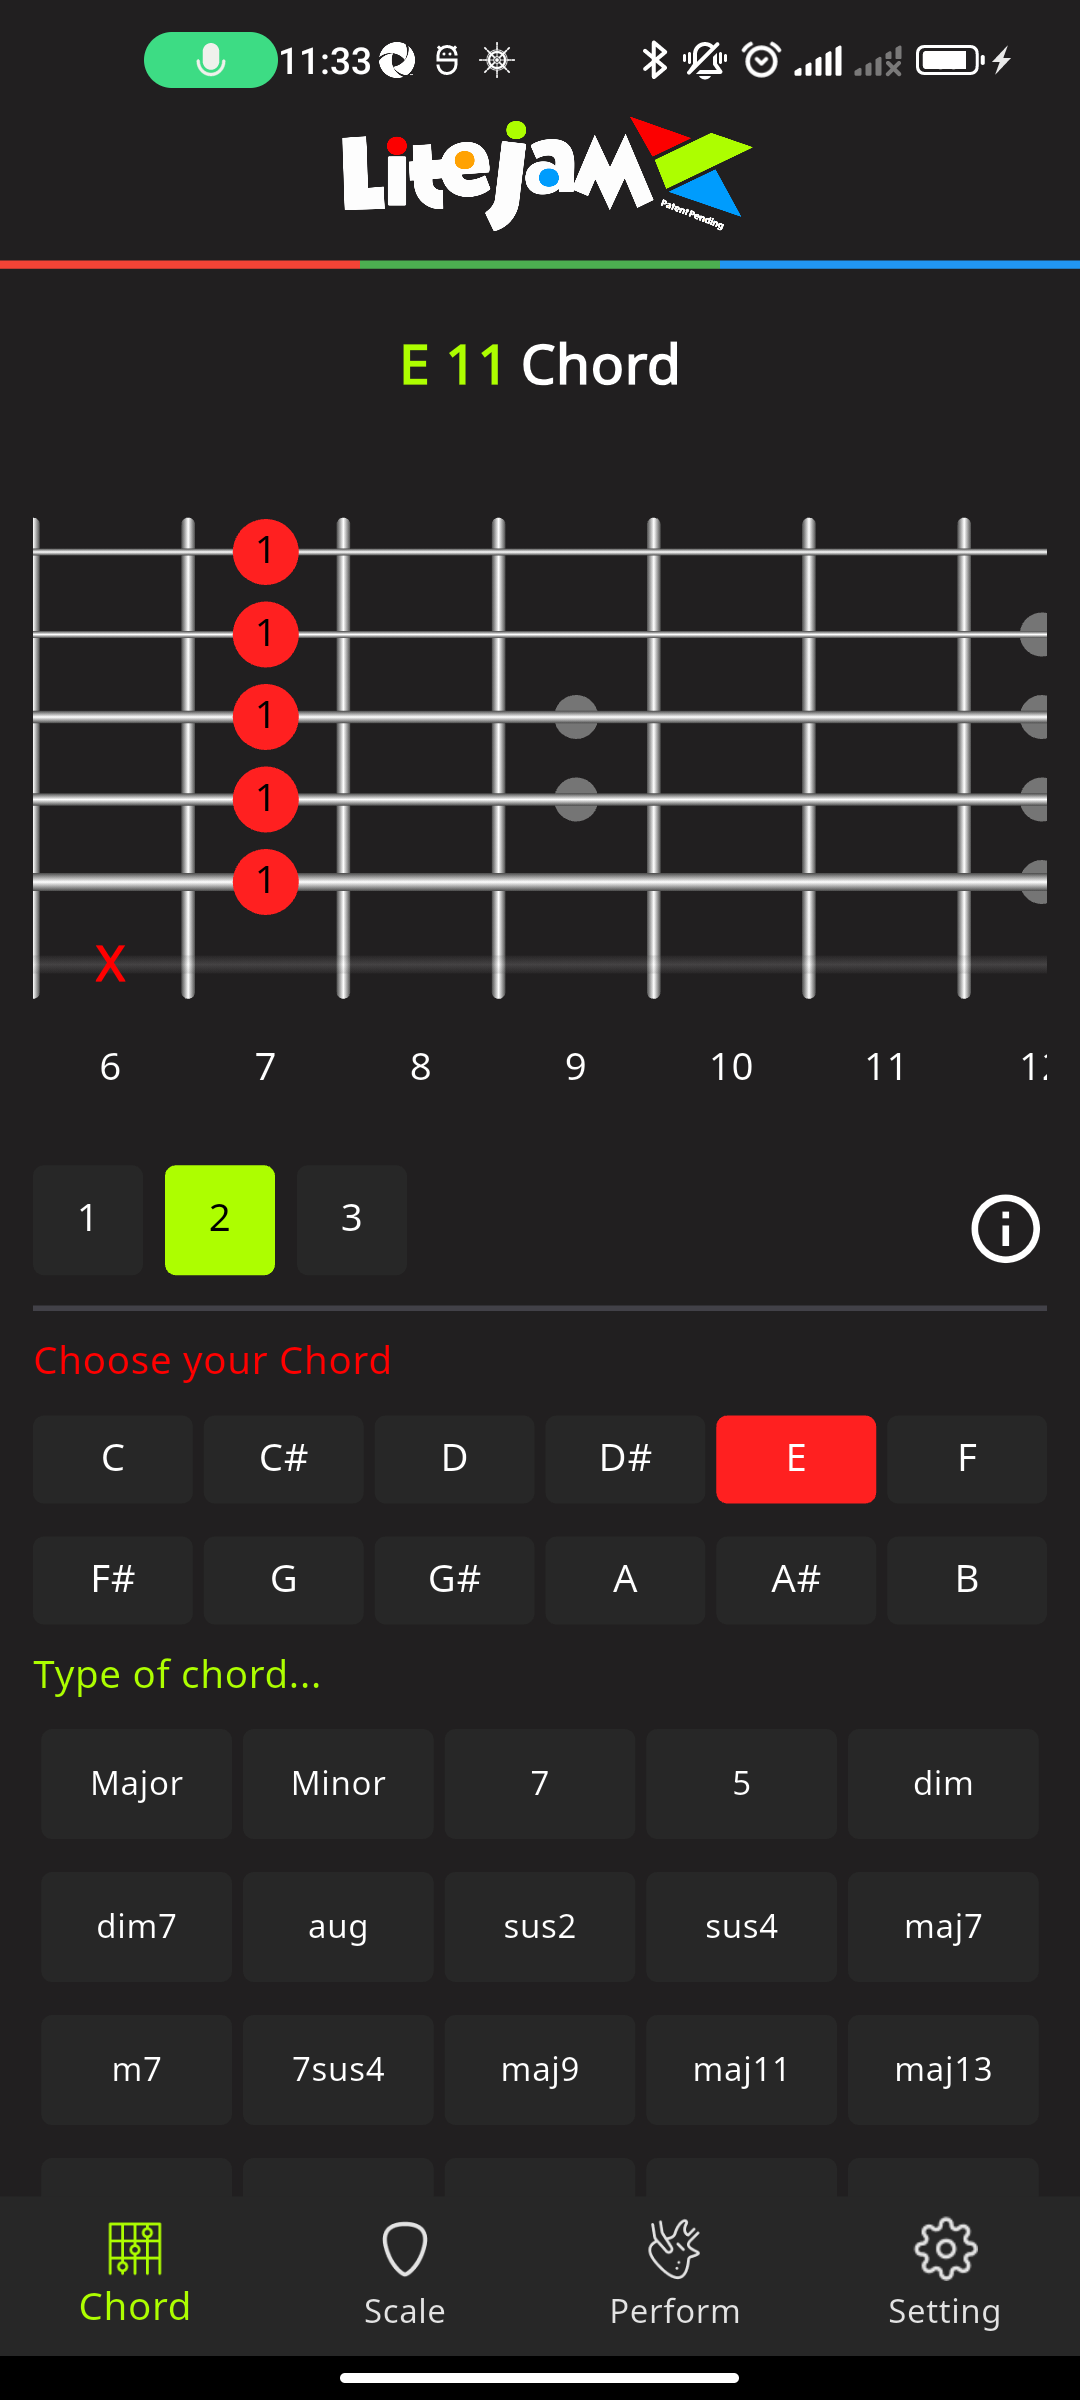 11:33
Litejam
Patent Pending
E 11 Chord
1
1
1
1
1
X
6 7 8 9 10 11 12
1 2 3
Choose your Chord
C C# D D# E F
F# G G# A A# B
Type of chord...
Major Minor 7 5 dim
dim7 aug sus2 sus4 maj7
m7 7sus4 maj9 maj11 maj13
Chord Scale Perform Setting